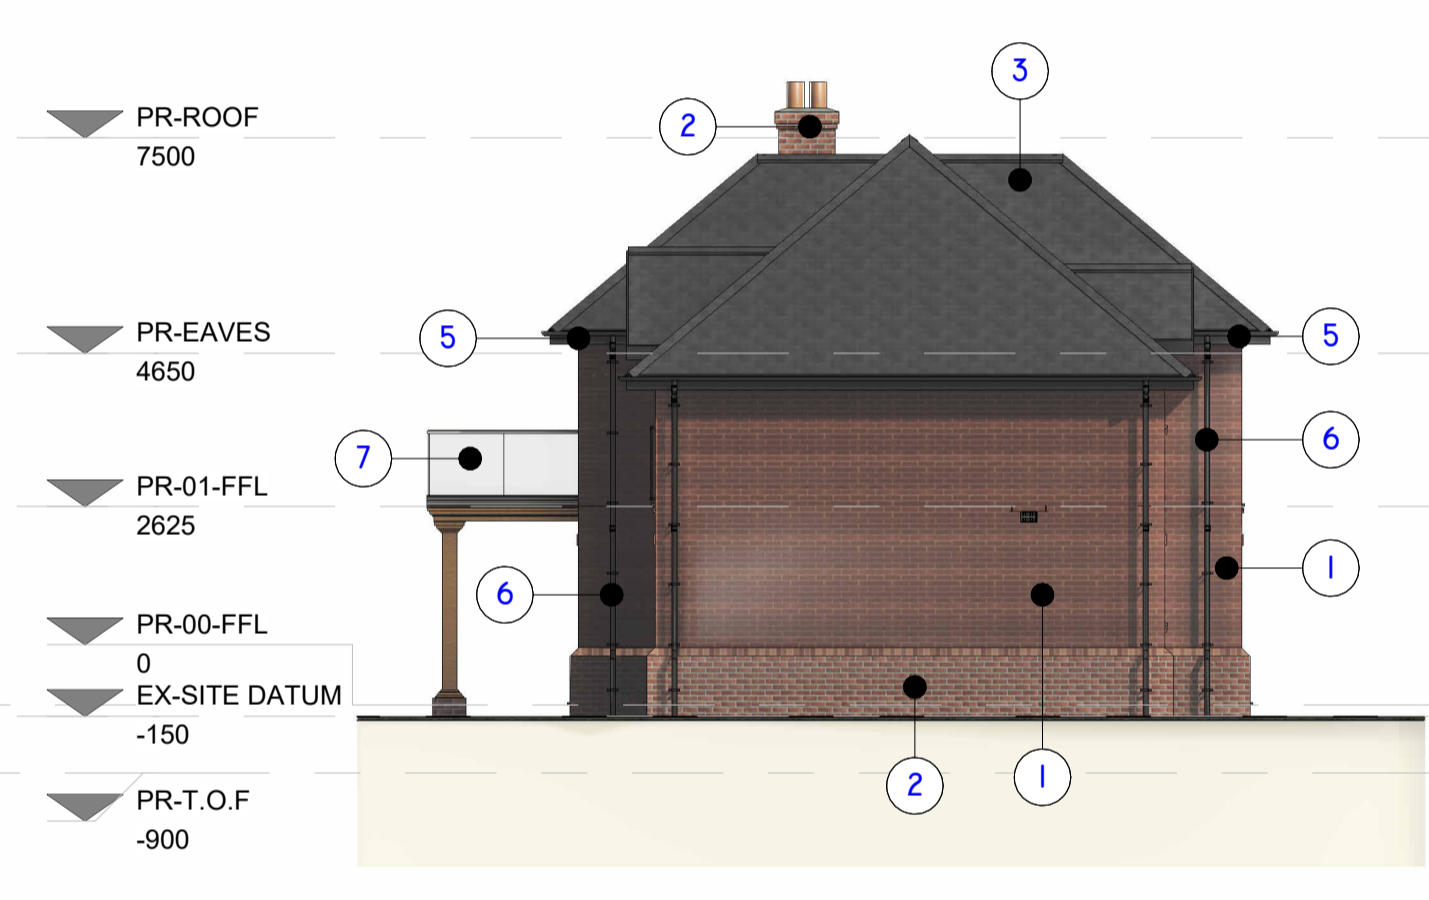 PR-ROOF
7500
PR-EAVES
4650
PR-01-FFL
2625
PR-00-FFL
0
EX-SITE DATUM
-150
PR-T.O.F
-900
3
2
5
5
7
6
6
1
2
1